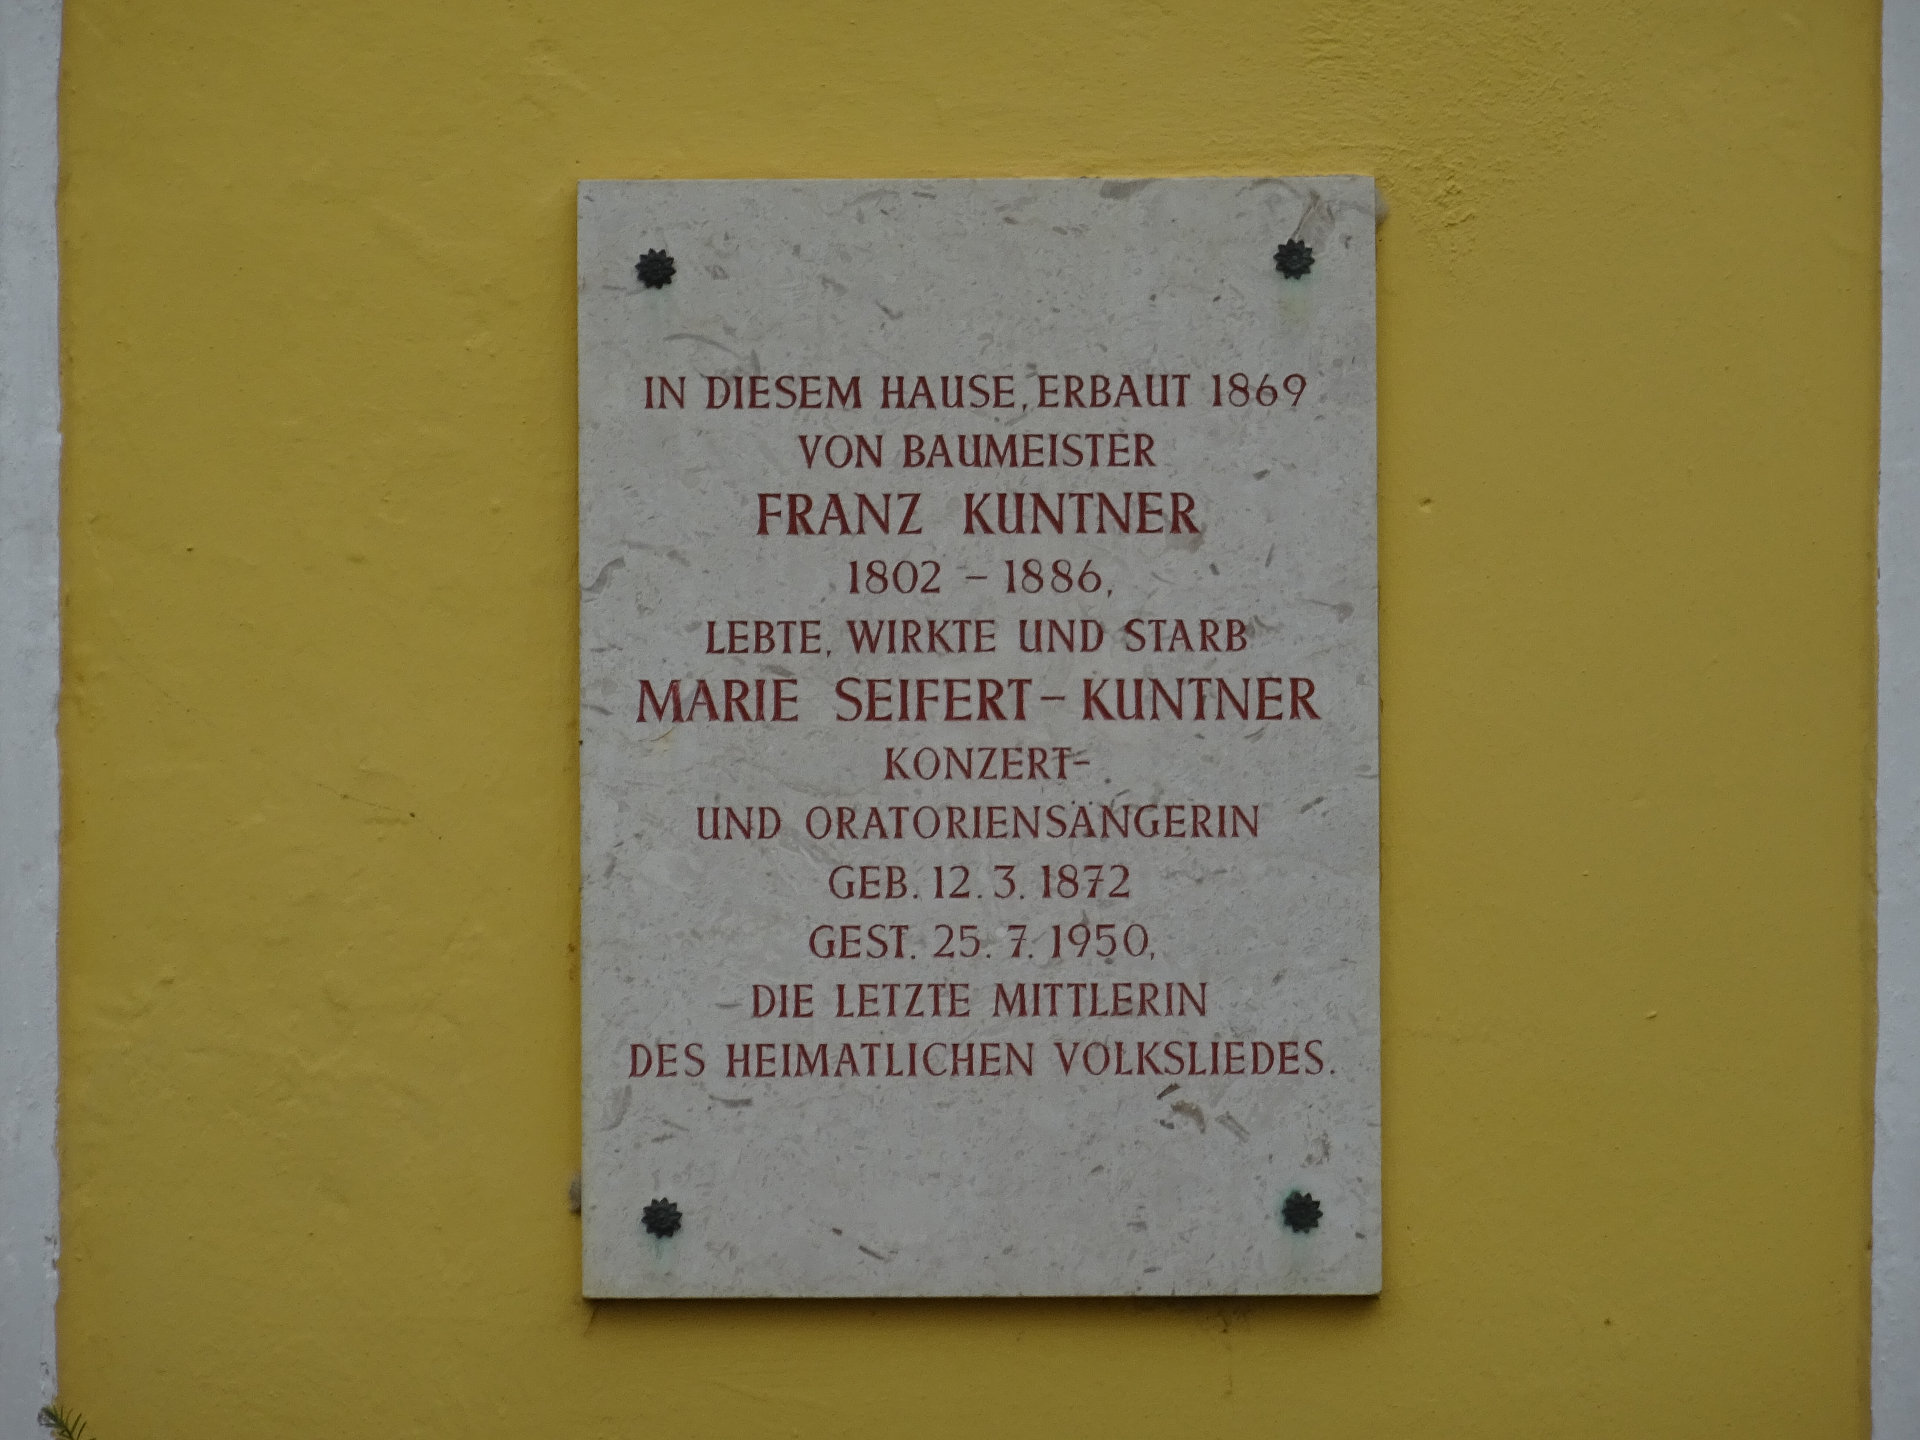 IN DIESEM HAUSE, ERBAUT 1869
VON BAUMEISTER
FRANZ KUNTNER
1802 – 1886,
LEBTE, WIRKTE UND STARB
MARIE SEIFERT – KUNTNER
KONZERT-
UND ORATORIENSÄNGERIN
GEB. 12. 3. 1872
GEST. 25. 7. 1950,
DIE LETZTE MITTLERIN
DES HEIMATLICHEN VOLKSLIEDES.